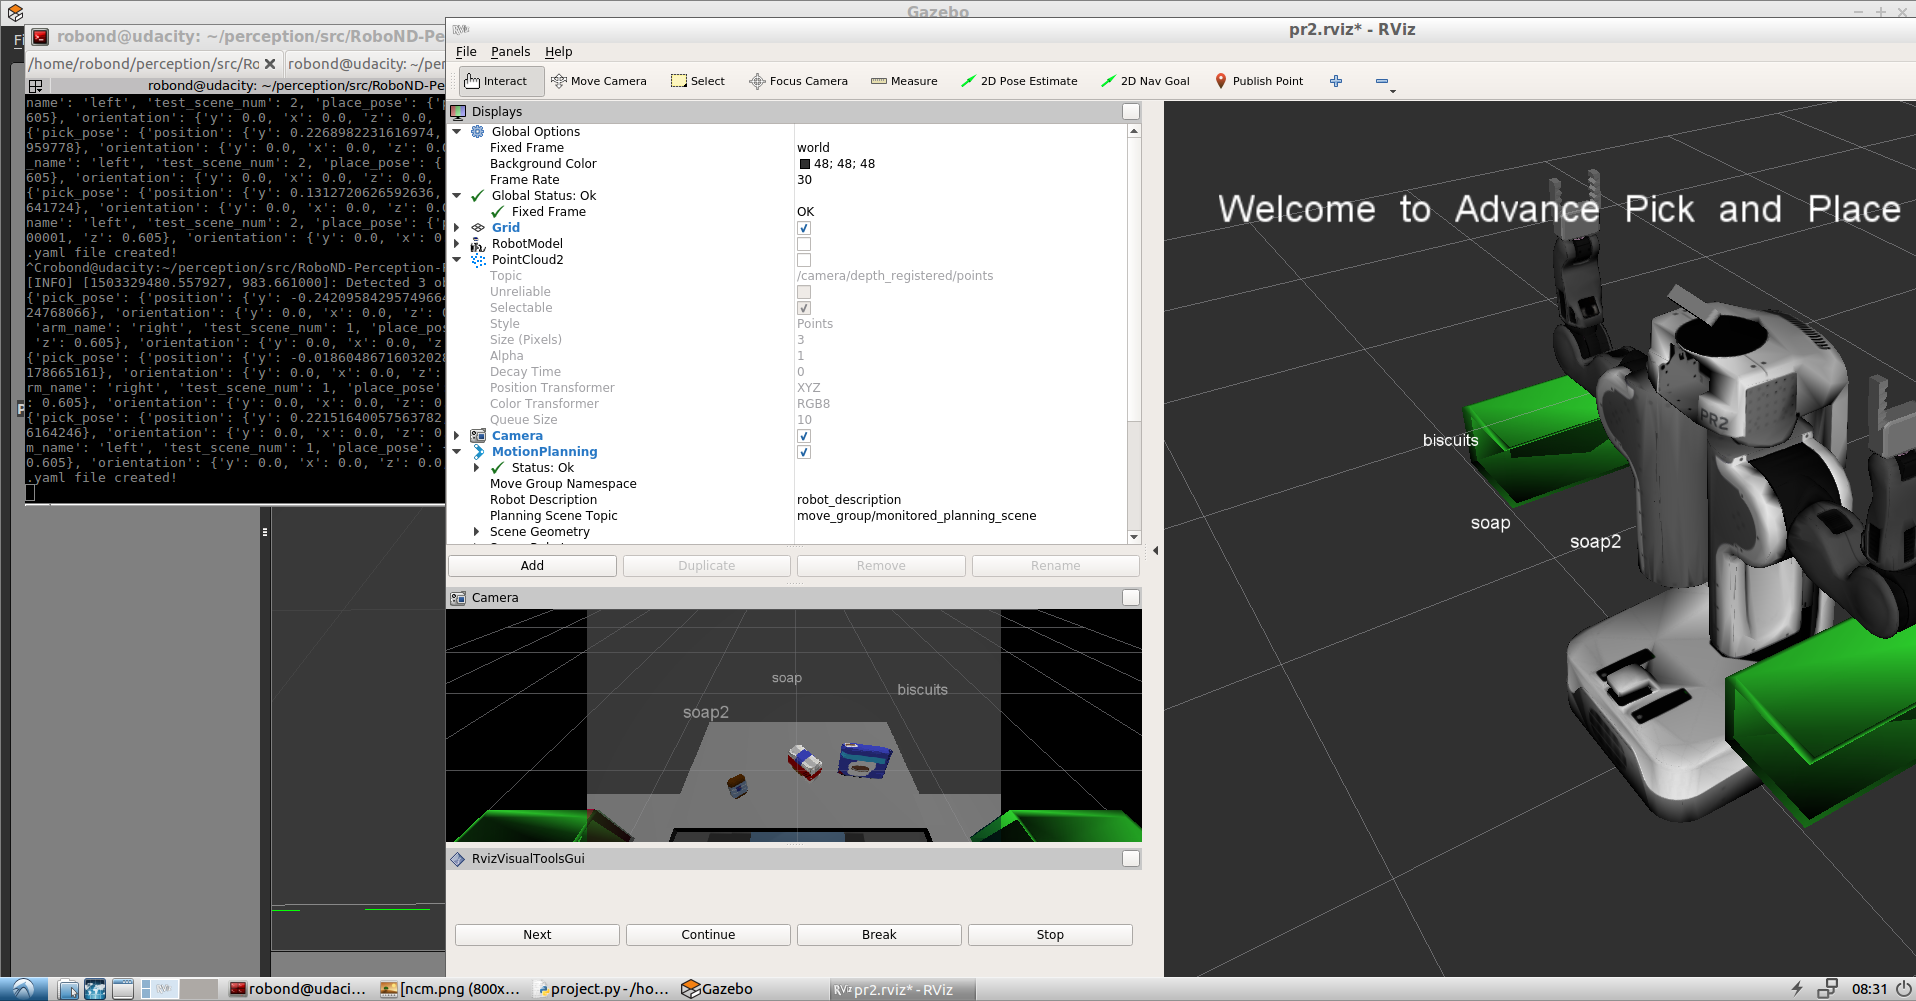 Gazebo
Fi
robond@udacity: ~/perception/src/RoboND-Pe
/home/robond/perception/src/Ro
robond@udacity: ~/per
robond@udacity: ~/perception/src/RoboND-Pe
name': 'left', 'test_scene_num': 2, 'place_pose': {'p
605}, 'orientation': {'y': 0.0, 'x': 0.0, 'z': 0.0,
{'pick_pose': {'position': {'y': 0.2268982231616974,
959778}, 'orientation': {'y': 0.0, 'x': 0.0, 'z': 0.0
_name': 'left', 'test_scene_num': 2, 'place_pose': {
605}, 'orientation': {'y': 0.0, 'x': 0.0, 'z': 0.0,
{'pick_pose': {'position': {'y': 0.1312720626592636,
641724}, 'orientation': {'y': 0.0, 'x': 0.0, 'z': 0.0
name': 'left', 'test_scene_num': 2, 'place_pose': {'p
00001, 'z': 0.605}, 'orientation': {'y': 0.0, 'x': 0.
.yaml file created!
^Crobond@udacity:~/perception/src/RoboND-Perception-P
[INFO] [1503329480.557927, 983.661000]: Detected 3 ob
{'pick_pose': {'position': {'y': -0.24209584295749664
24768066}, 'orientation': {'y': 0.0, 'x': 0.0, 'z': 0
'arm_name': 'right', 'test_scene_num': 1, 'place_pos
'z': 0.605}, 'orientation': {'y': 0.0, 'x': 0.0, 'z'
{'pick_pose': {'position': {'y': -0.01860486716032028
178665161}, 'orientation': {'y': 0.0, 'x': 0.0, 'z':
rm_name': 'right', 'test_scene_num': 1, 'place_pose'
: 0.605}, 'orientation': {'y': 0.0, 'x': 0.0, 'z': 0.
{'pick_pose': {'position': {'y': 0.22151640057563782
6164246}, 'orientation': {'y': 0.0, 'x': 0.0, 'z': 0.
m_name': 'left', 'test_scene_num': 1, 'place_pose':
0.605}, 'orientation': {'y': 0.0, 'x': 0.0, 'z': 0.0
.yaml file created!
P
pr2.rviz* - RViz
File Panels Help
Interact Move Camera Select Focus Camera Measure 2D Pose Estimate 2D Nav Goal Publish Point
Displays
Global Options
Fixed Frame world
Background Color 48; 48; 48
Frame Rate 30
Global Status: Ok
Fixed Frame OK
Grid
RobotModel
PointCloud2
Topic /camera/depth_registered/points
Unreliable
Selectable
Style Points
Size (Pixels) 3
Alpha 1
Decay Time 0
Position Transformer XYZ
Color Transformer RGB8
Queue Size 10
Camera
MotionPlanning
Status: Ok
Move Group Namespace
Robot Description robot_description
Planning Scene Topic move_group/monitored_planning_scene
Scene Geometry
Add Duplicate Remove Rename
Camera
soap
biscuits
soap2
RvizVisualToolsGui
Next Continue Break Stop
Welcome to Advance Pick and Place
PR2
biscuits
soap
soap2
robond@udaci... [ncm.png (800x... project.py - /ho... Gazebo RViz pr2.rviz* - RViz 08:31